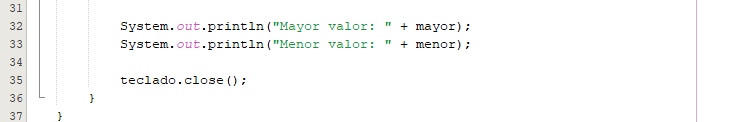 31
32 System.out.println("Mayor valor: " + mayor);
33 System.out.println("Menor valor: " + menor);
34
35 teclado.close();
36 }
37 }